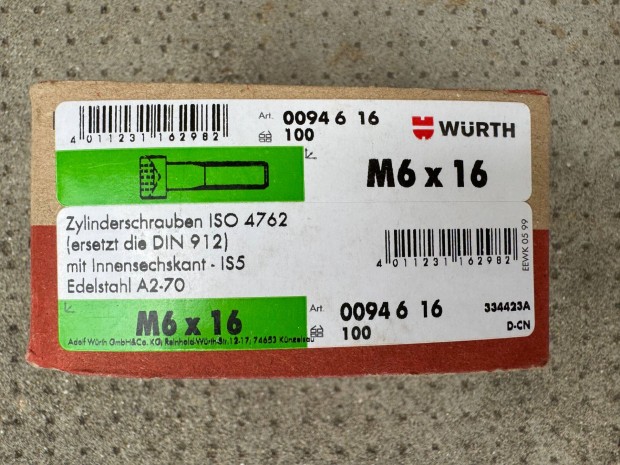 Art. 0094 6 16
100
WÜRTH
4 011231 162982
M6 x 16
Zylinderschrauben ISO 4762
(ersetzt die DIN 912)
mit Innensechskant - IS5
Edelstahl A2-70
4 011231 162982
EEWK 05 99
M6 x 16
Art. 0094 6 16
100
334423A
D-CN
Adolf Würth GmbH&Co. KG, Reinhold-Würth-Str. 12-17, 74653 Künzelsau